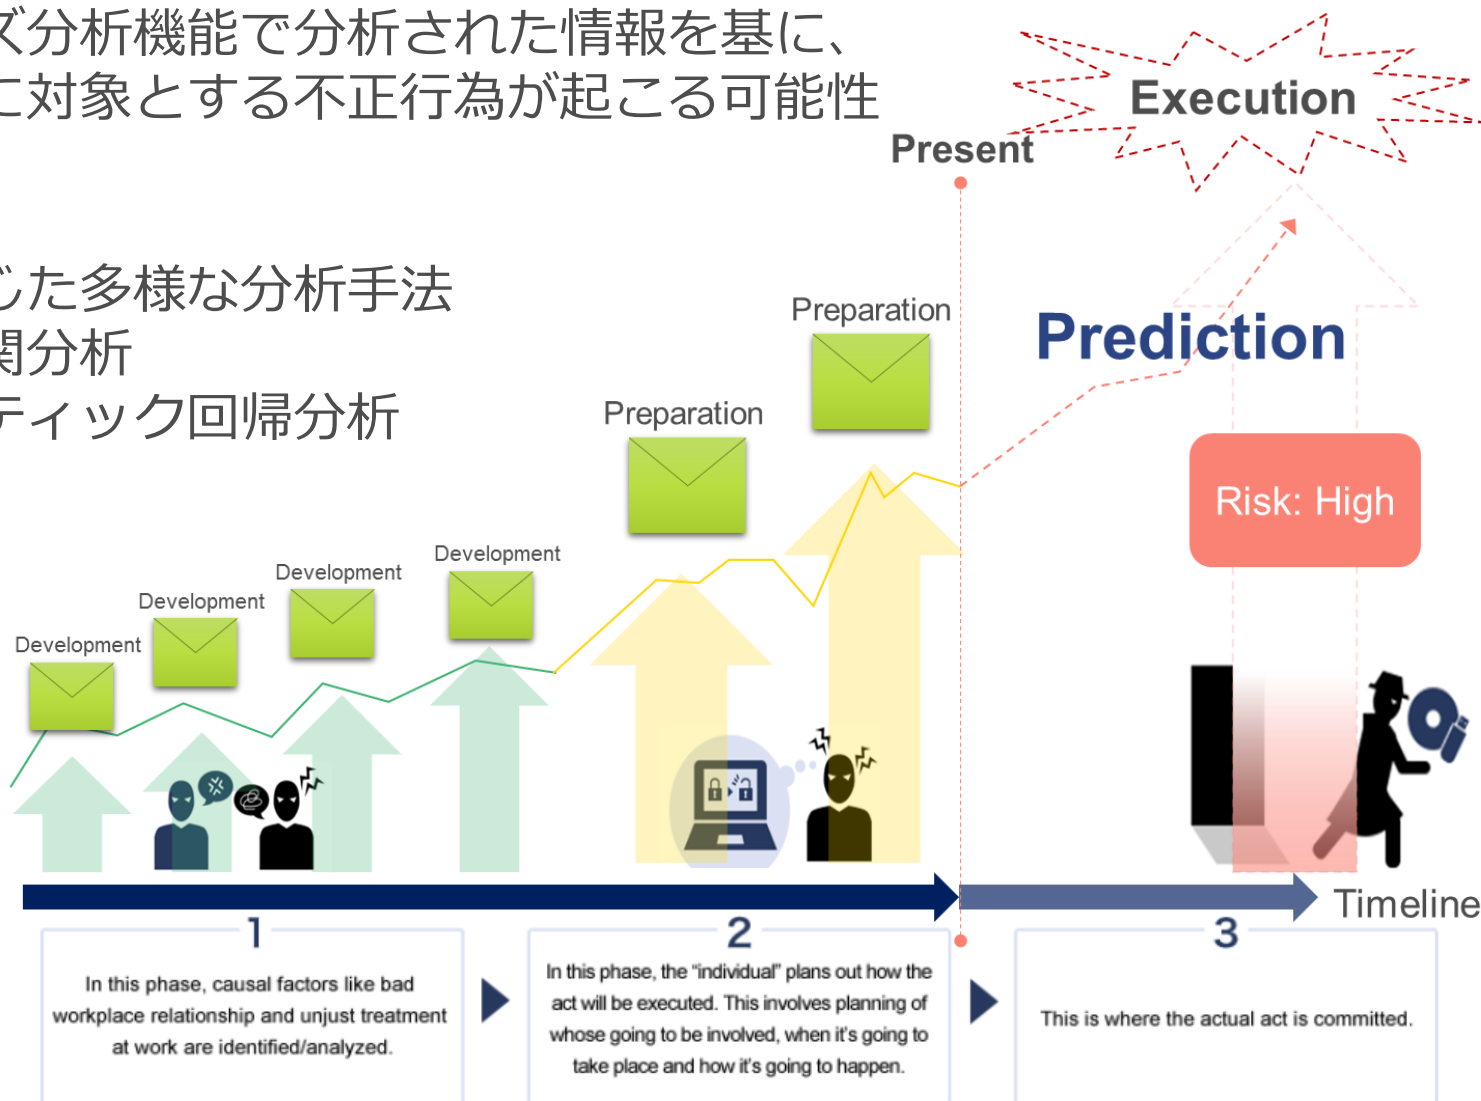 ズ分析機能で分析された情報を基に、
に対象とする不正行為が起こる可能性
じた多様な分析手法
関分析
ティック回帰分析
Execution
Present
Prediction
Preparation
Preparation
Risk: High
Development
Development
Development
Development
Timeline
1
In this phase, causal factors like bad
workplace relationship and unjust treatment
at work are identified/analyzed.
2
In this phase, the “individual” plans out how the
act will be executed. This involves planning of
whose going to be involved, when it's going to
take place and how it's going to happen.
3
This is where the actual act is committed.